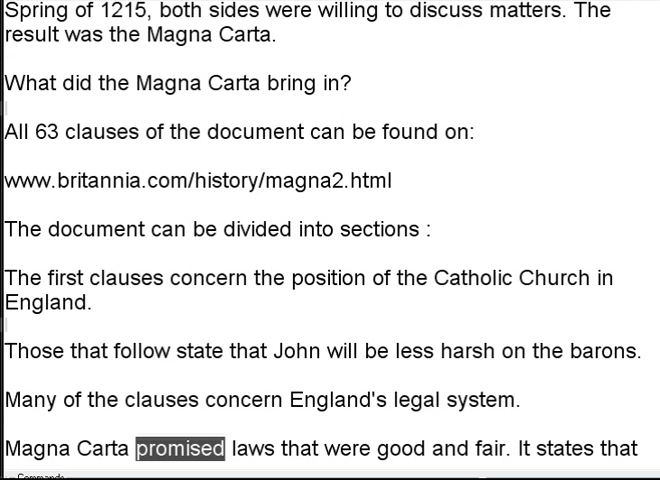 Spring of 1215, both sides were willing to discuss matters. The
result was the Magna Carta.
What did the Magna Carta bring in?
All 63 clauses of the document can be found on:
www.britannia.com/history/magna2.html
The document can be divided into sections :
The first clauses concern the position of the Catholic Church in
England.
Those that follow state that John will be less harsh on the barons.
Many of the clauses concern England's legal system.
Magna Carta promised laws that were good and fair. It states that
Commands